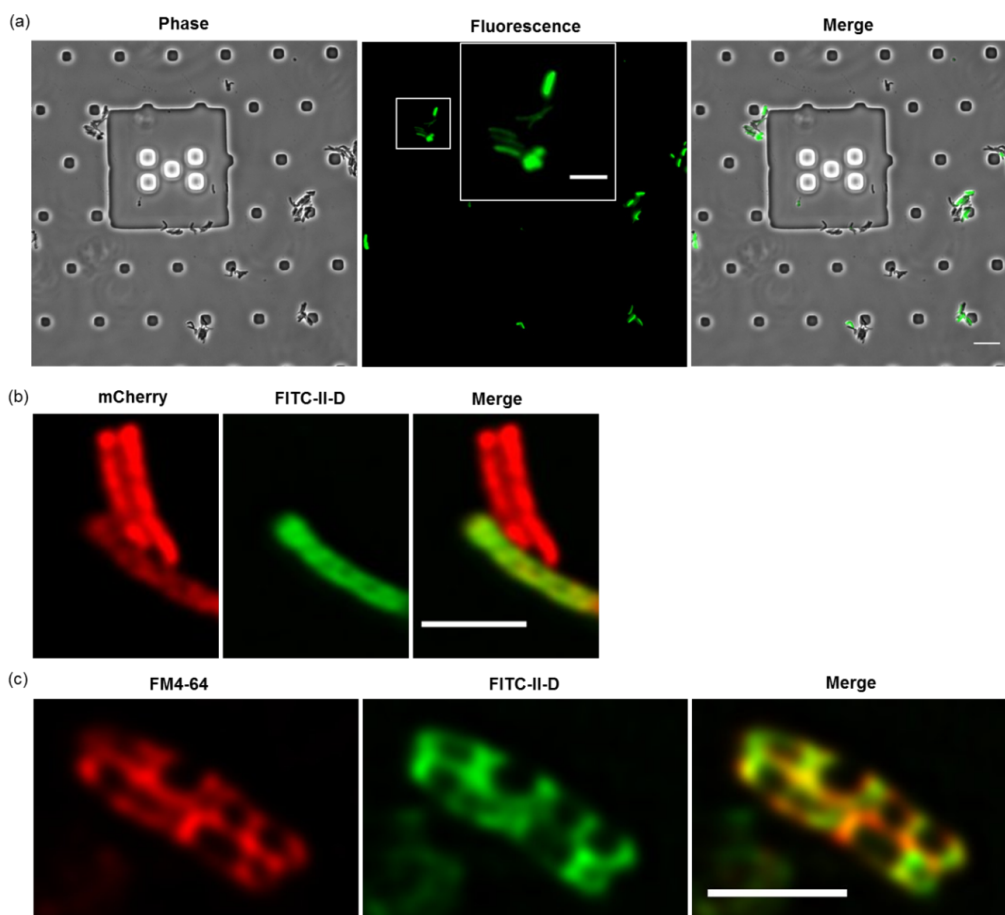 (a)
Phase Fluorescence Merge
(b)
mCherry FITC-II-D Merge
(c)
FM4-64 FITC-II-D Merge